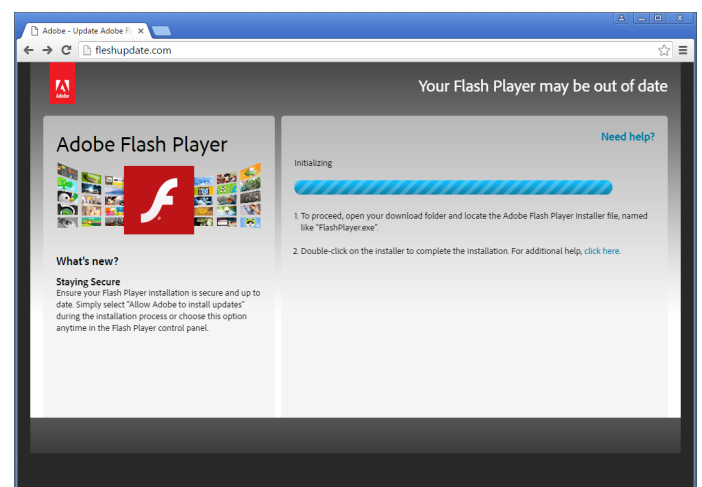 Adobe - Update Adobe Fl
fleshupdate.com
Adobe
Your Flash Player may be out of date
Adobe Flash Player
What's new?
Staying Secure
Ensure your Flash Player installation is secure and up to
date. Simply select "Allow Adobe to install updates"
during the installation process or choose this option
anytime in the Flash Player control panel.
Need help?
Initializing
1. To proceed, open your download folder and locate the Adobe Flash Player Installer file, named
like "FlashPlayer.exe".
2. Double-click on the installer to complete the installation. For additional help, click here.